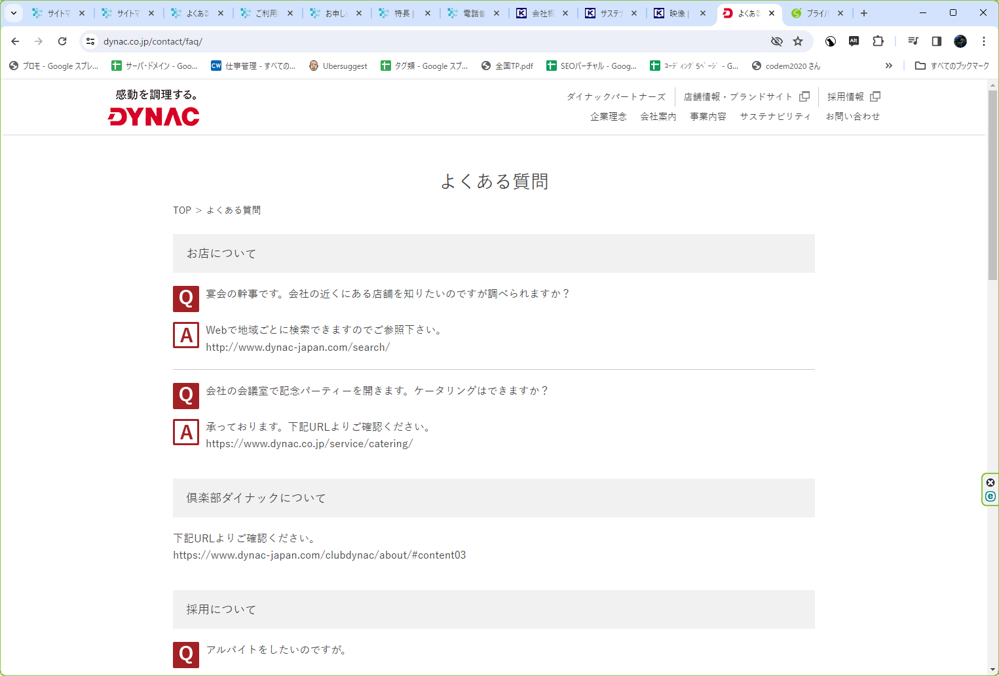 サイトマ
サイトマ
よくある
ご利用
お申し
特長 |
電話番
会社概
サステナ
映像 |
よくある
プライバ
dynac.co.jp/contact/faq/
プロモ - Google スプレ...
サーバ・ドメイン - Goo...
CW 仕事管理 - すべての...
Ubersuggest
タグ類 - Google スプ...
全国TP.pdf
SEOバーチャル - Goog...
コーディング 5ページ - G...
codem2020 さん
すべてのブックマーク
感動を調理する。
DYNAC
ダイナックパートナーズ
店舗情報・ブランドサイト
採用情報
企業理念
会社案内
事業内容
サステナビリティ
お問い合わせ
よくある質問
TOP > よくある質問
お店について
Q 宴会の幹事です。会社の近くにある店舗を知りたいのですが調べられますか？
A Webで地域ごとに検索できますのでご参照下さい。
http://www.dynac-japan.com/search/
Q 会社の会議室で記念パーティーを開きます。ケータリングはできますか？
A 承っております。下記URLよりご確認ください。
https://www.dynac.co.jp/service/catering/
倶楽部ダイナックについて
下記URLよりご確認ください。
https://www.dynac-japan.com/clubdynac/about/#content03
採用について
Q アルバイトをしたいのですが。